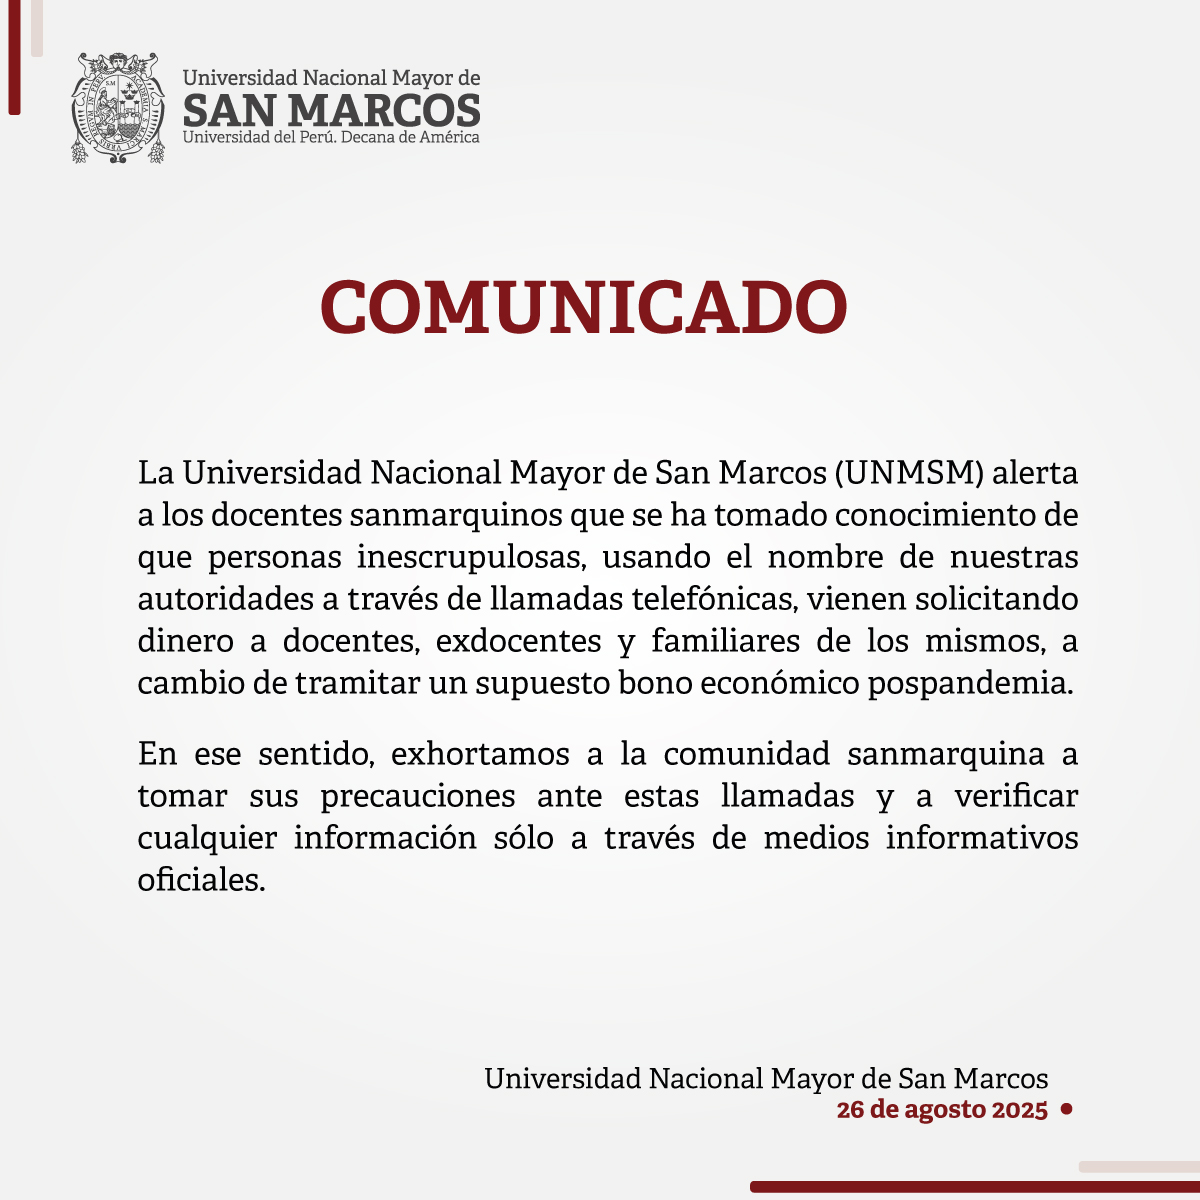 Universidad Nacional Mayor de
SAN MARCOS
Universidad del Perú. Decana de América
COMUNICADO
La Universidad Nacional Mayor de San Marcos (UNMSM) alerta
a los docentes sanmarquinos que se ha tomado conocimiento de
que personas inescrupulosas, usando el nombre de nuestras
autoridades a través de llamadas telefónicas, vienen solicitando
dinero a docentes, exdocentes y familiares de los mismos, a
cambio de tramitar un supuesto bono económico pospandemia.
En ese sentido, exhortamos a la comunidad sanmarquina a
tomar sus precauciones ante estas llamadas y a verificar
cualquier información sólo a través de medios informativos
oficiales.
Universidad Nacional Mayor de San Marcos
26 de agosto 2025